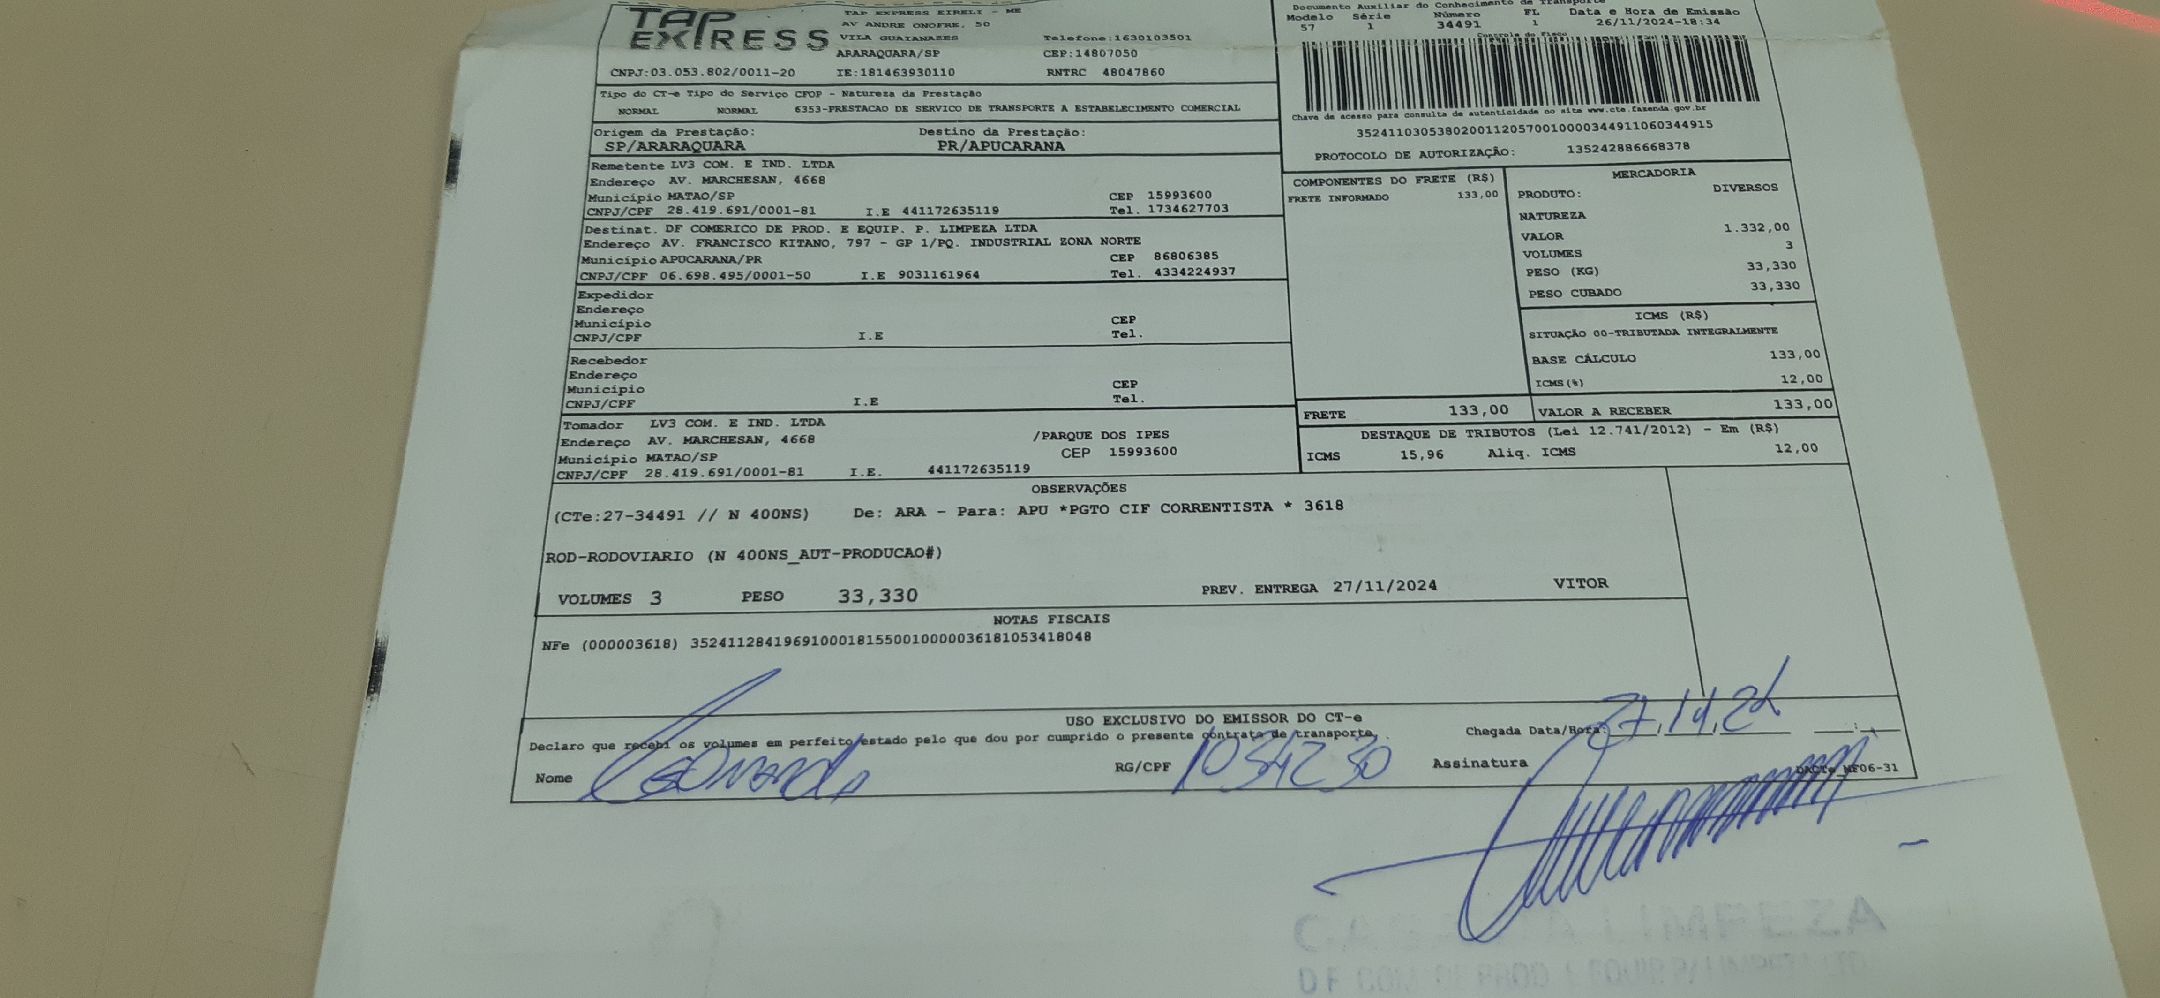 TAP EXPRESS
TAP EXPRESS EIRELI - ME
AV ANDRE ONOFRE, 50
VILA GUAIANASES Telefone:1630103501
ARARAQUARA/SP CEP:14807050
CNPJ:03.053.802/0011-20 IE:181463930110 RNTRC 48047860
Documento Auxiliar do Conhecimento de Transporte
Modelo Série Número FL Data e Hora de Emissão
57 1 34491 1 26/11/2024-18:34
Controle do Fisco
Chave de acesso para consulta de autenticidade no site www.cte.fazenda.gov.br
35241103053802001120570010000344911060344915
PROTOCOLO DE AUTORIZAÇÃO: 135242886668378
Tipo do CT-e Tipo do Serviço CFOP - Natureza da Prestação
NORMAL NORMAL 6353-PRESTACAO DE SERVICO DE TRANSPORTE A ESTABELECIMENTO COMERCIAL
Origem da Prestação: Destino da Prestação:
SP/ARARAQUARA PR/APUCARANA
Remetente LV3 COM. E IND. LTDA
Endereço AV. MARCHESAN, 4668
Município MATAO/SP CEP 15993600
CNPJ/CPF 28.419.691/0001-81 I.E 441172635119 Tel. 1734627703
Destinat. DF COMERICO DE PROD. E EQUIP. P. LIMPEZA LTDA
Endereço AV. FRANCISCO KITANO, 797 - GP 1/PQ. INDUSTRIAL ZONA NORTE
Município APUCARANA/PR CEP 86806385
CNPJ/CPF 06.698.495/0001-50 I.E 9031161964 Tel. 4334224937
Expedidor
Endereço
Município CEP
CNPJ/CPF I.E Tel.
Recebedor
Endereço
Município CEP
CNPJ/CPF I.E Tel.
Tomador LV3 COM. E IND. LTDA
Endereço AV. MARCHESAN, 4668 /PARQUE DOS IPES
Município MATAO/SP CEP 15993600
CNPJ/CPF 28.419.691/0001-81 I.E. 441172635119
COMPONENTES DO FRETE (R$)
FRETE INFORMADO 133,00
MERCADORIA
PRODUTO: DIVERSOS
NATUREZA
VALOR 1.332,00
VOLUMES 3
PESO (KG) 33,330
PESO CUBADO 33,330
ICMS (R$)
SITUAÇÃO 00-TRIBUTADA INTEGRALMENTE
BASE CÁLCULO 133,00
ICMS(%) 12,00
FRETE 133,00 VALOR A RECEBER 133,00
DESTAQUE DE TRIBUTOS (Lei 12.741/2012) - Em (R$)
ICMS 15,96 Aliq. ICMS 12,00
OBSERVAÇÕES
(CTe:27-34491 // N 400NS) De: ARA - Para: APU *PGTO CIF CORRENTISTA * 3618
ROD-RODOVIARIO (N 400NS_AUT-PRODUCAO#)
VOLUMES 3 PESO 33,330 PREV. ENTREGA 27/11/2024 VITOR
NOTAS FISCAIS
NFe (000003618) 35241128419691000181550010000036181053418048
USO EXCLUSIVO DO EMISSOR DO CT-e
Declaro que recebi os volumes em perfeito estado pelo que dou por cumprido o presente contrato de transporte. Chegada Data/Hora: 27,11,24
Nome Leonardo RG/CPF 1034230 Assinatura
DACTe_MF06-31